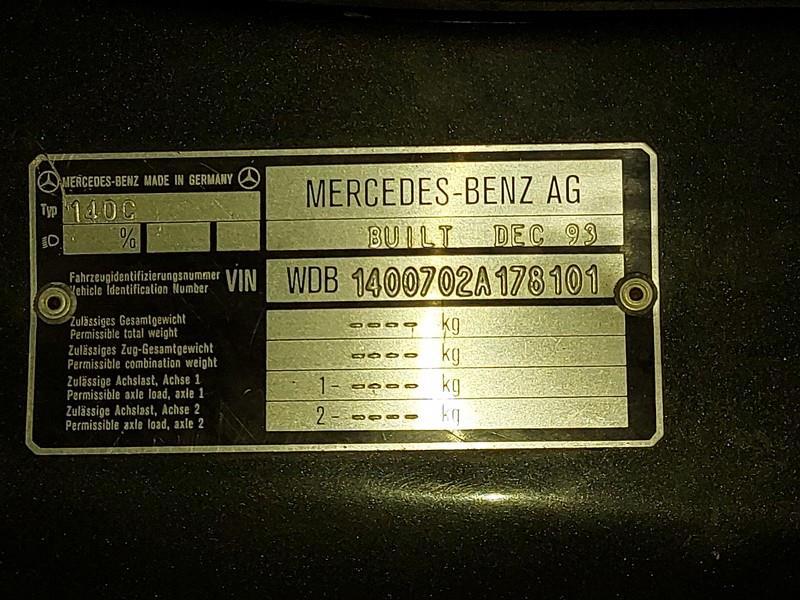 MERCEDES-BENZ MADE IN GERMANY
MERCEDES-BENZ AG
Typ 140C
% BUILT DEC 93
Fahrzeugidentifizierungsnummer
Vehicle Identification Number
VIN WDB 1400702A178101
Zulässiges Gesamtgewicht
Permissible total weight
---- kg
Zulässiges Zug-Gesamtgewicht
Permissible combination weight
---- kg
Zulässige Achslast, Achse 1
Permissible axle load, axle 1
1- ---- kg
Zulässige Achslast, Achse 2
Permissible axle load, axle 2
2- ---- kg